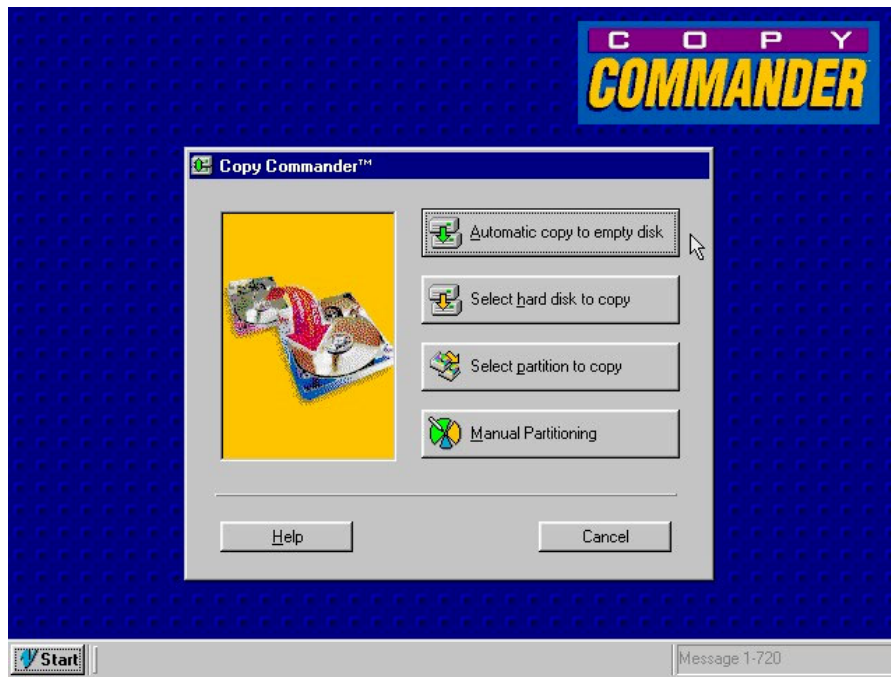 COPY
COMMANDER
Copy Commander™
Automatic copy to empty disk
Select hard disk to copy
Select partition to copy
Manual Partitioning
Help
Cancel
Start
Message 1-720